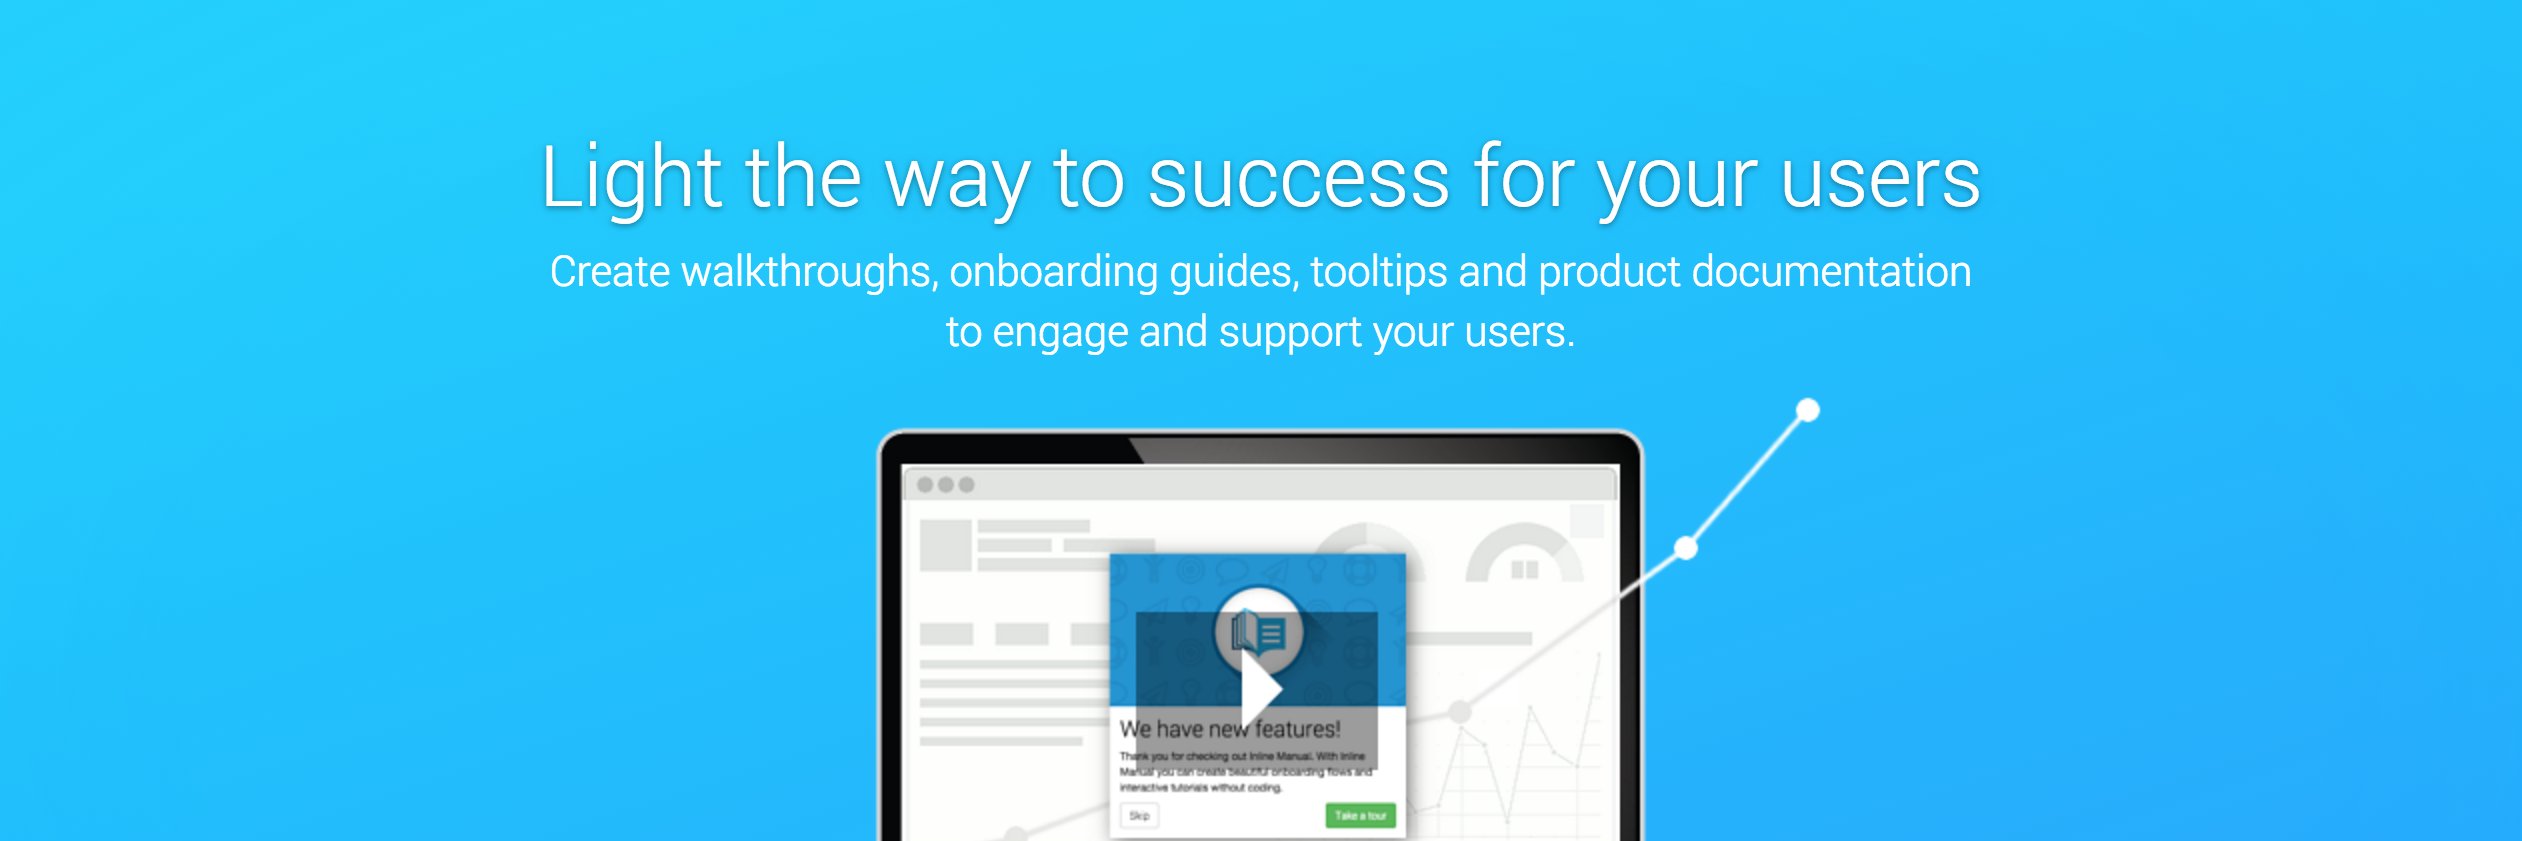 Light the way to success for your users
Create walkthroughs, onboarding guides, tooltips and product documentation
to engage and support your users.
We have new features!
Thank you for checking out Inline Manual. With Inline
Manual you can create beautiful onboarding flows and
interactive tutorials without coding.
Skip
Take a tour